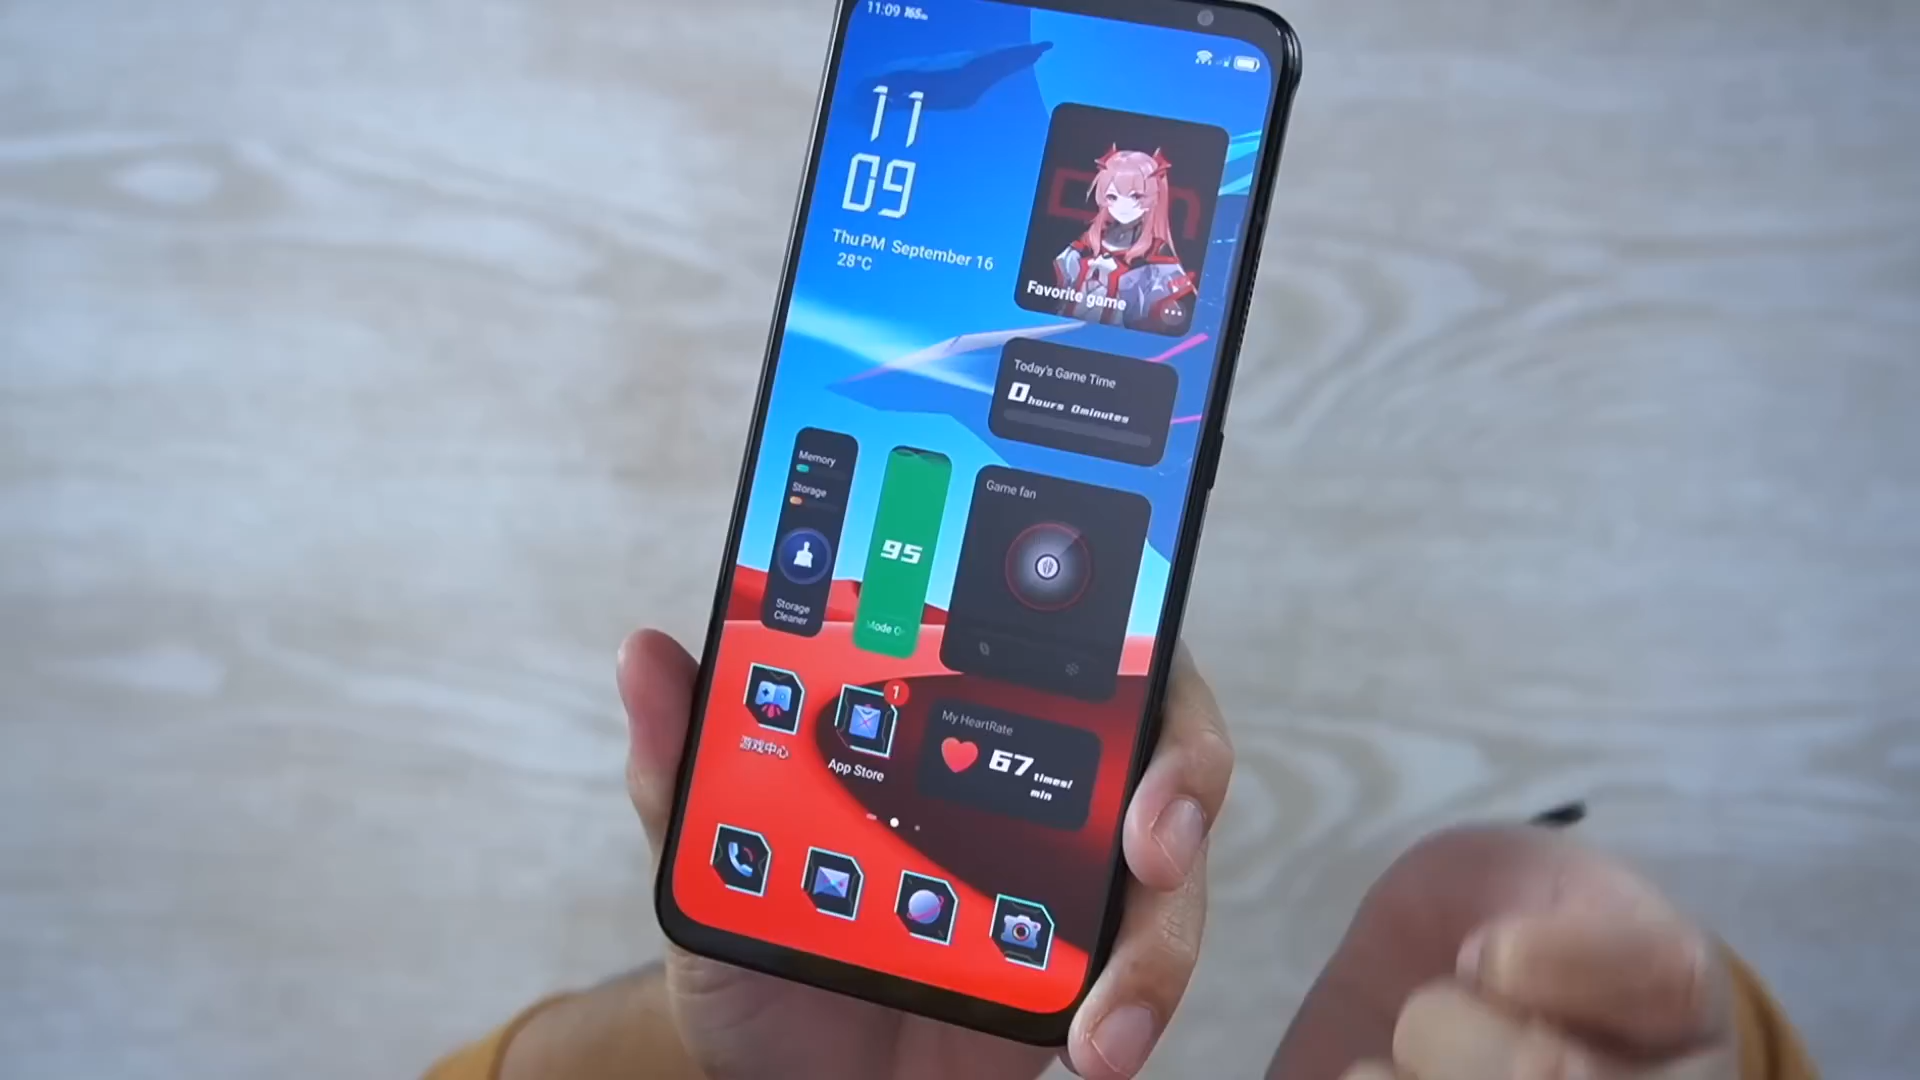 11:09 165Hz
11
09
Thu PM September 16
28°C
Favorite game
Today's Game Time
0 hours 0 minutes
Memory
Storage
Storage
Cleaner
95
Game fan
游戏中心
App Store
1
My HeartRate
67 times/
min